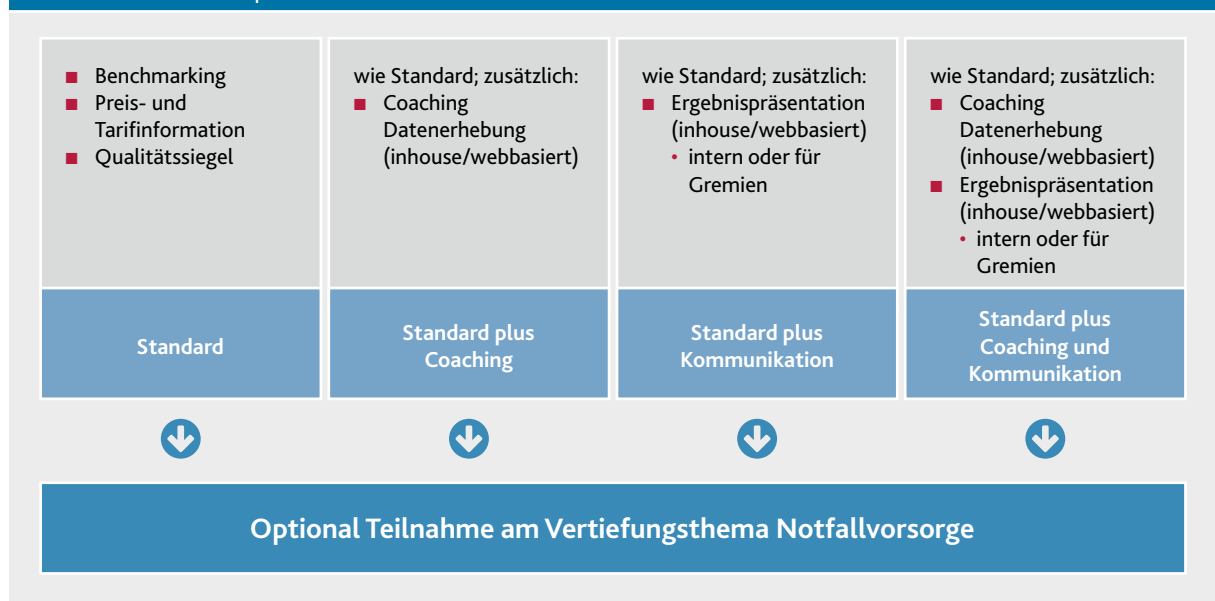 ■ Benchmarking
■ Preis- und
Tarifinformation
■ Qualitätssiegel
Standard
wie Standard; zusätzlich:
■ Coaching
Datenerhebung
(inhouse/webbasiert)
Standard plus
Coaching
wie Standard; zusätzlich:
■ Ergebnispräsentation
(inhouse/webbasiert)
• intern oder für
Gremien
Standard plus
Kommunikation
wie Standard; zusätzlich:
■ Coaching
Datenerhebung
(inhouse/webbasiert)
■ Ergebnispräsentation
(inhouse/webbasiert)
• intern oder für
Gremien
Standard plus
Coaching und
Kommunikation
Optional Teilnahme am Vertiefungsthema Notfallvorsorge